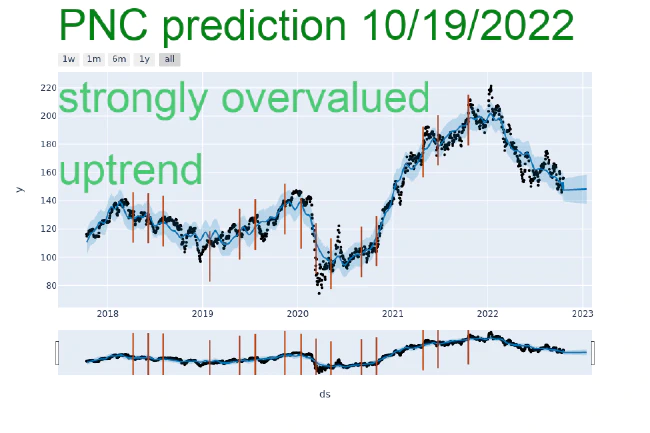 PNC prediction 10/19/2022
1w 1m 6m 1y all
strongly overvalued
uptrend
220
200
180
160
140
120
100
80
y
2018 2019 2020 2021 2022 2023
ds